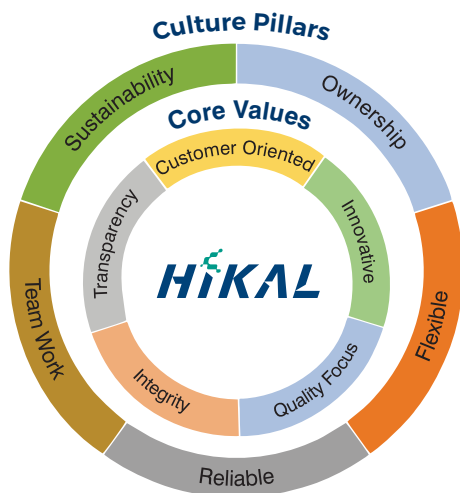 Culture Pillars
Sustainability
Ownership
Flexible
Reliable
Team Work
Core Values
Customer Oriented
Innovative
Quality Focus
Integrity
Transparency
HIKAL